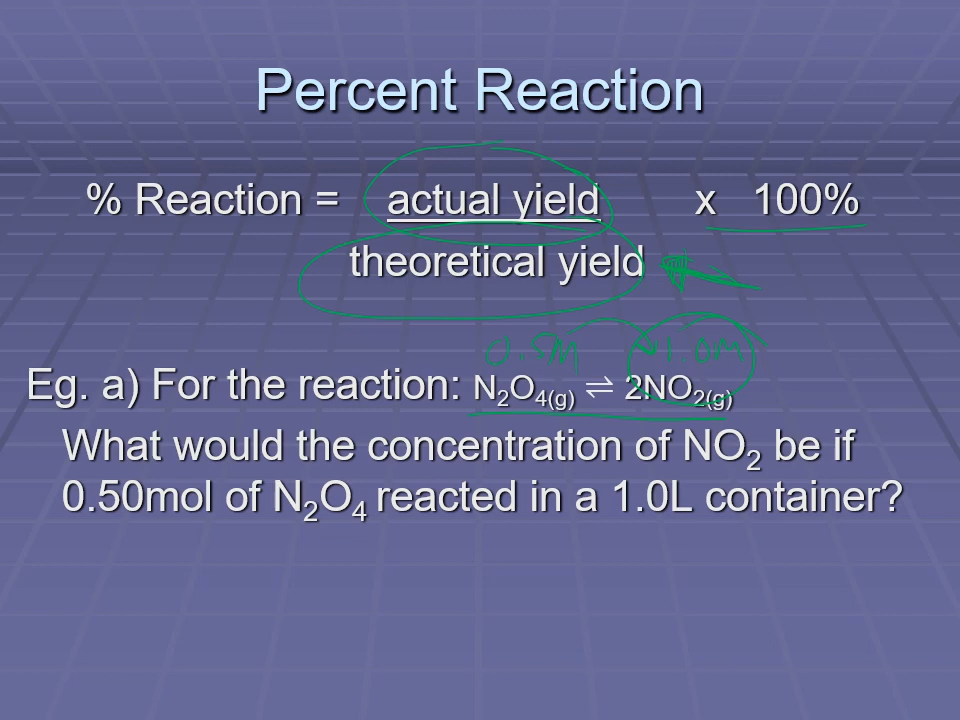 Percent Reaction
% Reaction = actual yield x 100%
theoretical yield
0.5M 1.0M
Eg. a) For the reaction: N₂O₄(g) ⇌ 2NO₂(g)
What would the concentration of NO₂ be if
0.50mol of N₂O₄ reacted in a 1.0L container?